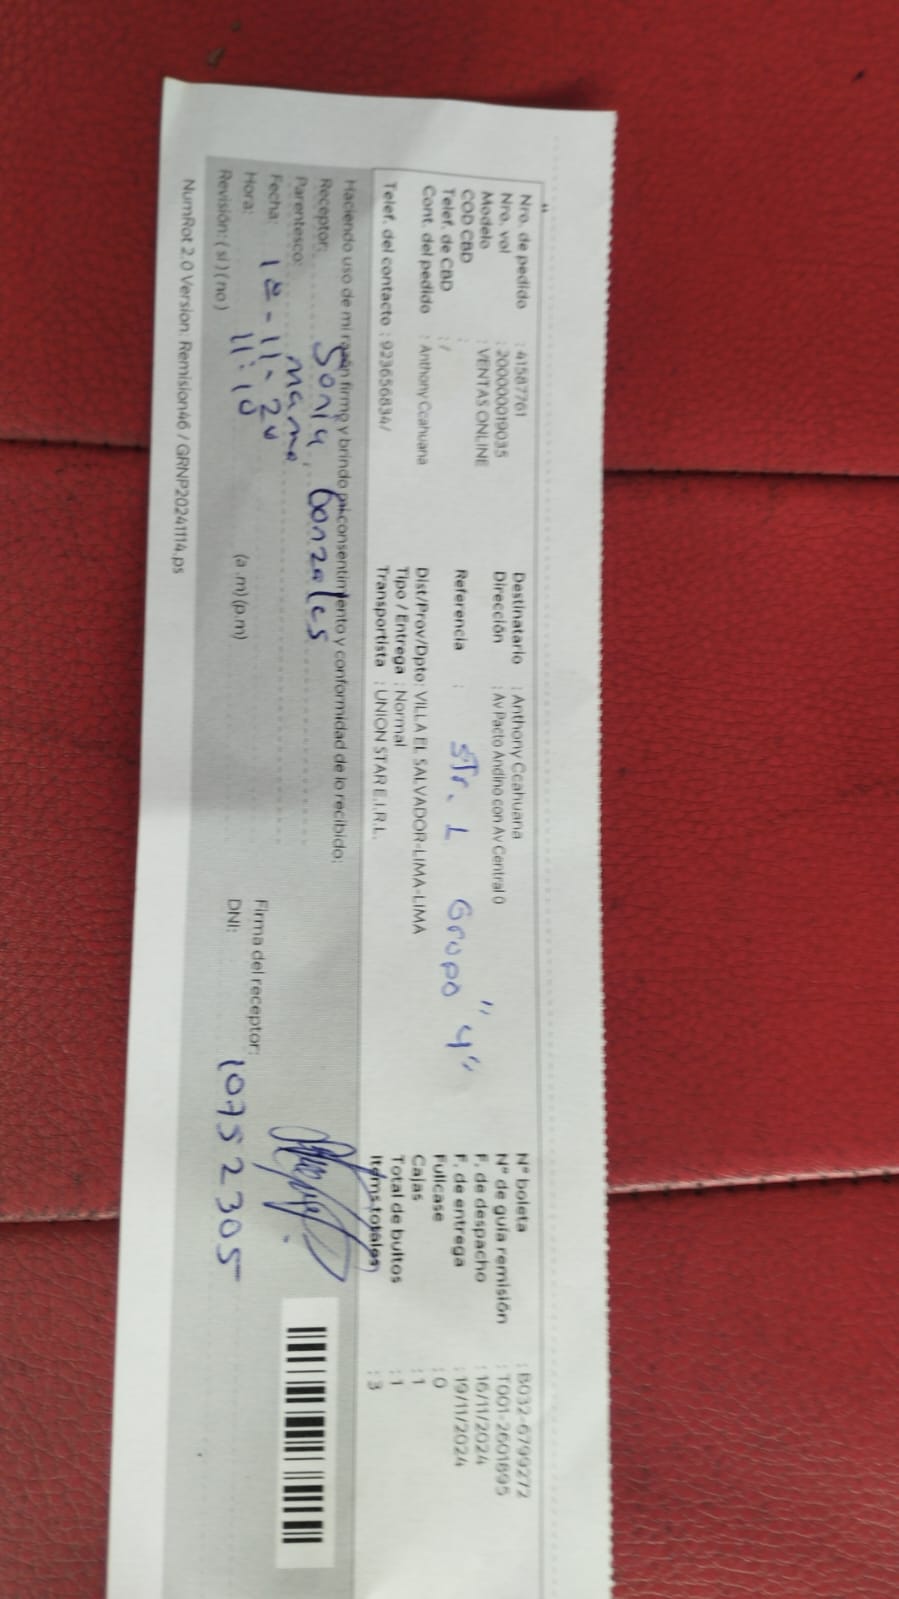 Nro. de pedido : 41587761
Nro. vol : 200000019035
Modelo : VENTAS ONLINE
COD CBD :
Telef. de CBD : /
Cont. del pedido : Anthony Ccahuana
Telef. del contacto : 923656834/
Destinatario : Anthony Ccahuana
Dirección : Av Pacto Andino con Av Central 0
Referencia : STr. 1 Grupo "4"
Dist/Prov/Dpto: VILLA EL SALVADOR-LIMA-LIMA
Tipo / Entrega : Normal
Transportista : UNION STAR E.I.R.L.
N° boleta : B032-6799272
N° de guía remisión : T001-2601895
F. de despacho : 16/11/2024
F. de entrega : 19/11/2024
Fullcase : 0
Cajas : 1
Total de bultos : 1
Items totales : 3
Haciendo uso de mi razón firmo y brindo mi consentimiento y conformidad de lo recibido:
Receptor: Sonia Gonzales
Parentesco: mama
Fecha: 18-11-24
Hora: 11:10 (a .m) (p.m)
Revisión: ( sí ) ( no )
Firma del receptor:
DNI: 10752305
NumRot 2.0 Version: Remision46 / GRNP20241114.ps